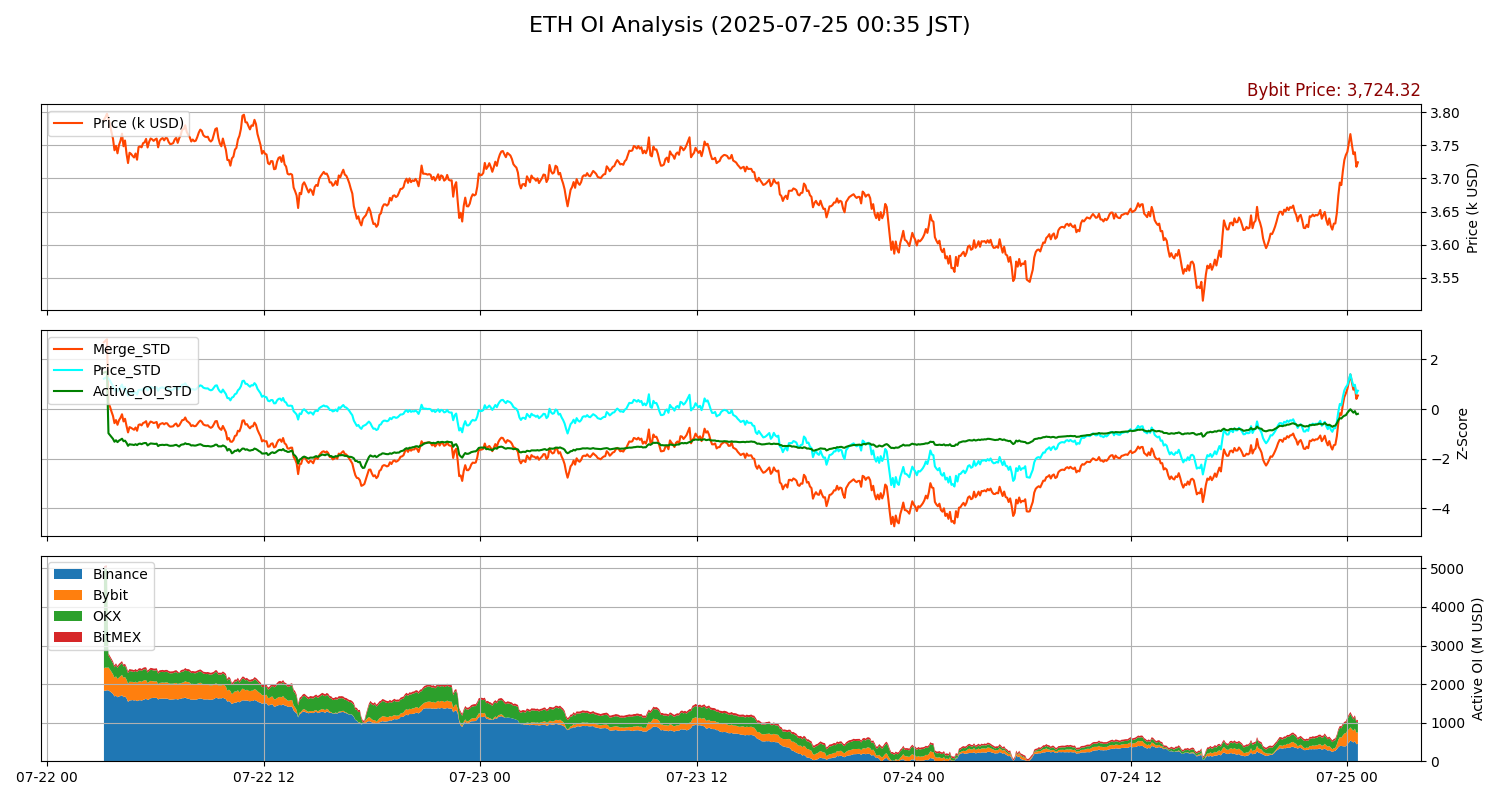 ETH OI Analysis (2025-07-25 00:35 JST)
Bybit Price: 3,724.32
Price (k USD)
3.80
3.75
3.70
3.65
3.60
3.55
Price (k USD)
Merge_STD
Price_STD
Active_OI_STD
2
0
−2
−4
Z-Score
Binance
Bybit
OKX
BitMEX
5000
4000
3000
2000
1000
0
Active OI (M USD)
07-22 00
07-22 12
07-23 00
07-23 12
07-24 00
07-24 12
07-25 00